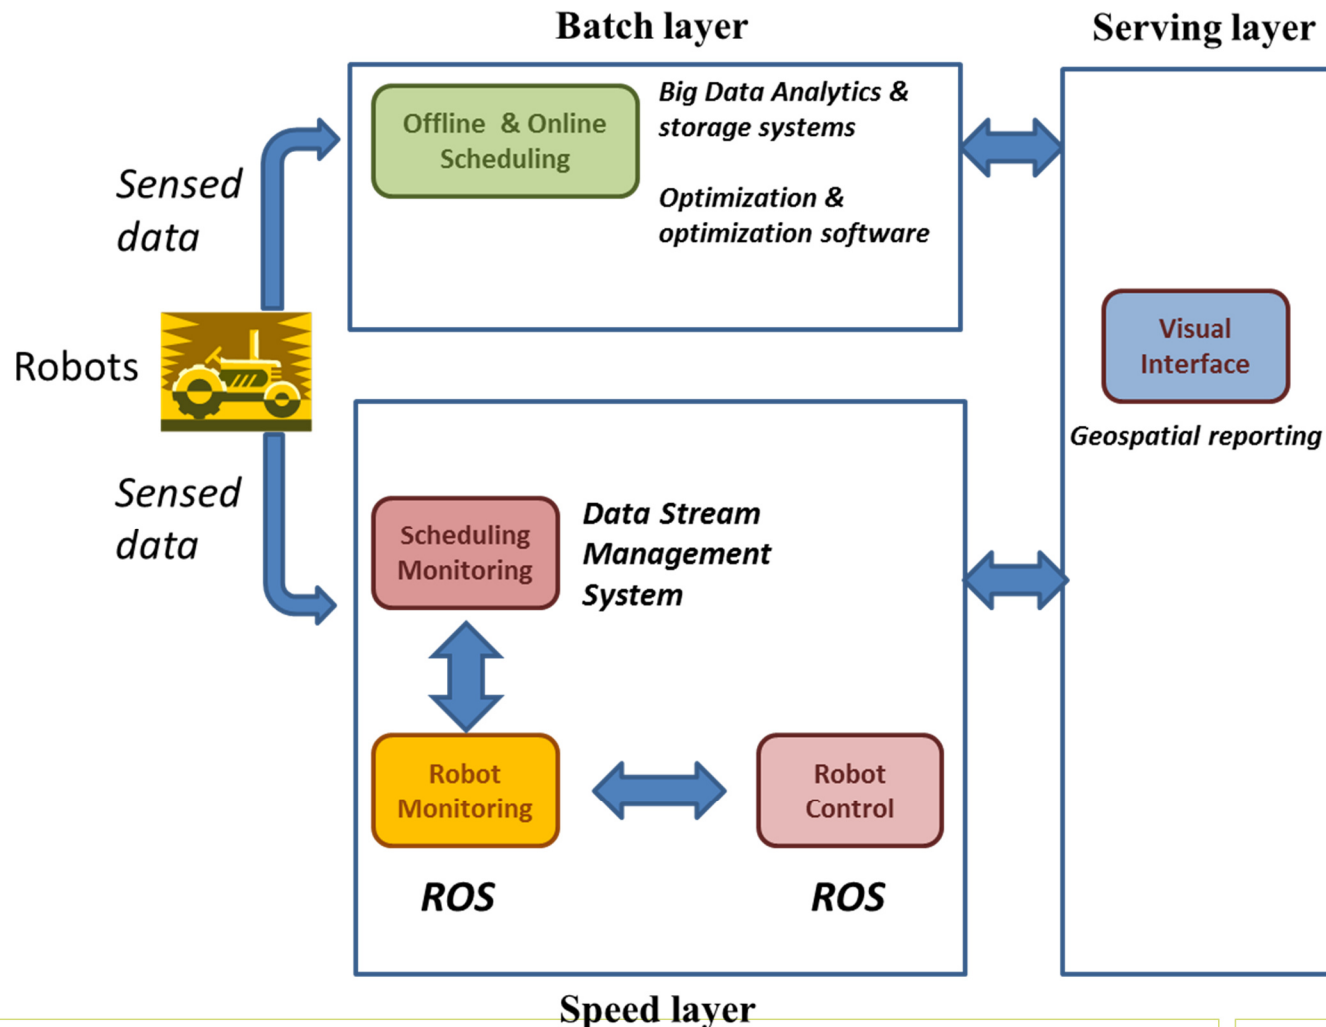 Batch layer
Serving layer
Offline & Online
Scheduling
Big Data Analytics &
storage systems
Optimization &
optimization software
Sensed
data
Robots
Visual
Interface
Geospatial reporting
Sensed
data
Scheduling
Monitoring
Data Stream
Management
System
Robot
Monitoring
Robot
Control
ROS
ROS
Speed layer